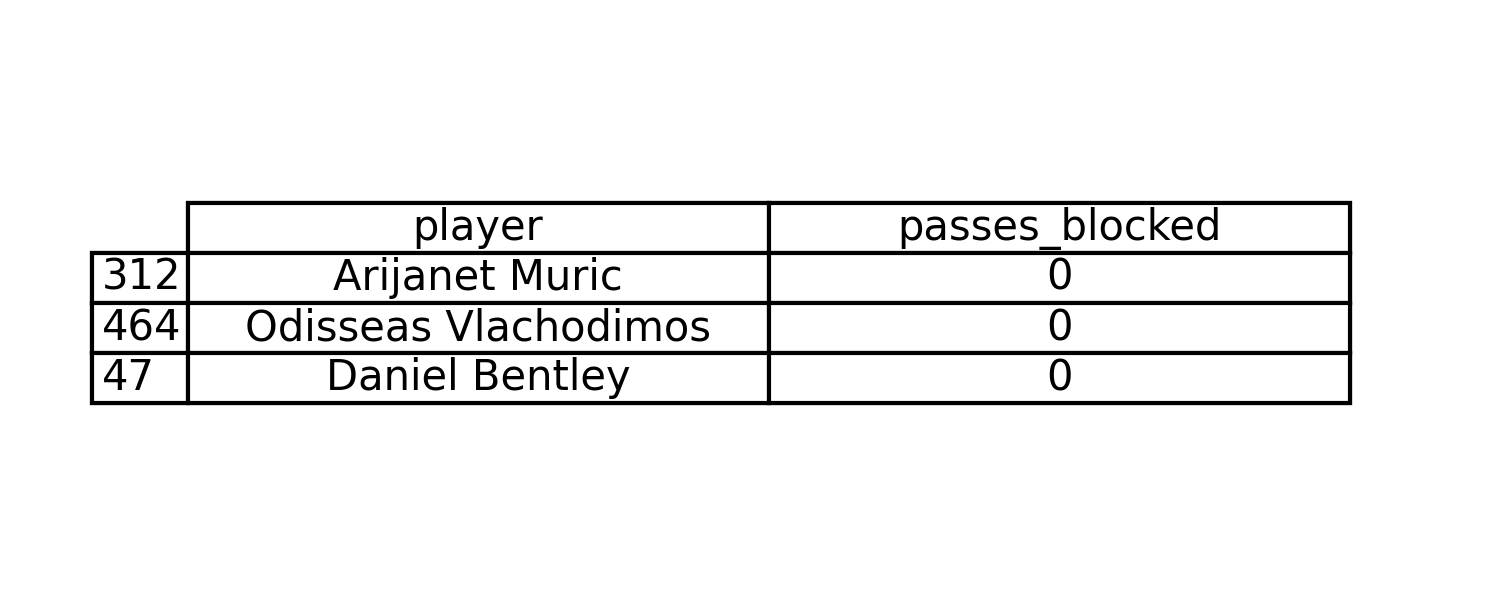 player passes_blocked
312 Arijanet Muric 0
464 Odisseas Vlachodimos 0
47 Daniel Bentley 0